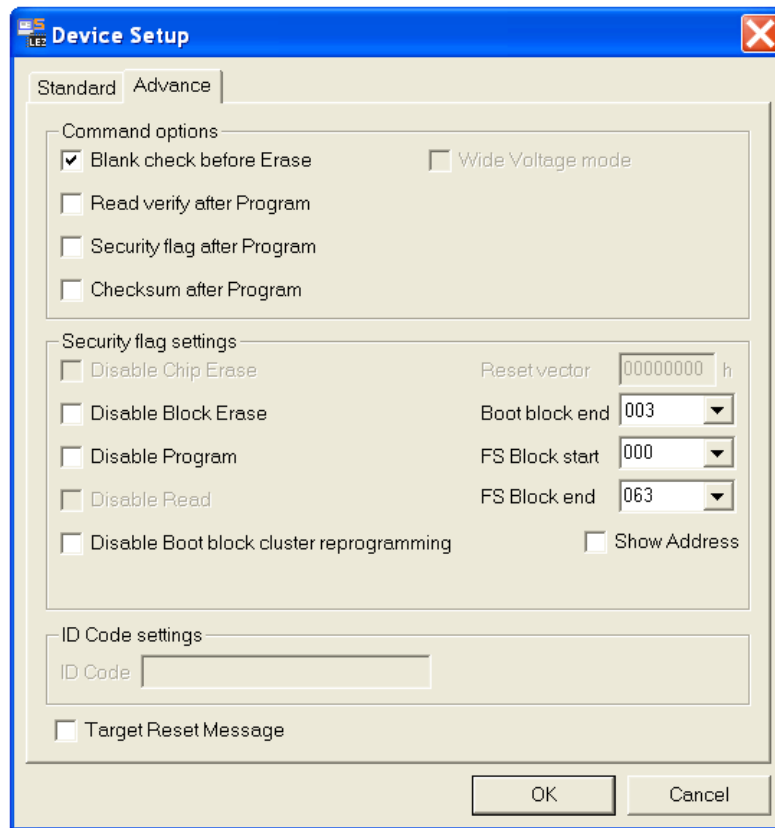 Device Setup
Standard Advance
Command options
Blank check before Erase Wide Voltage mode
Read verify after Program
Security flag after Program
Checksum after Program
Security flag settings
Disable Chip Erase Reset vector 00000000 h
Disable Block Erase Boot block end 003
Disable Program FS Block start 000
Disable Read FS Block end 063
Disable Boot block cluster reprogramming Show Address
ID Code settings
ID Code
Target Reset Message
OK Cancel